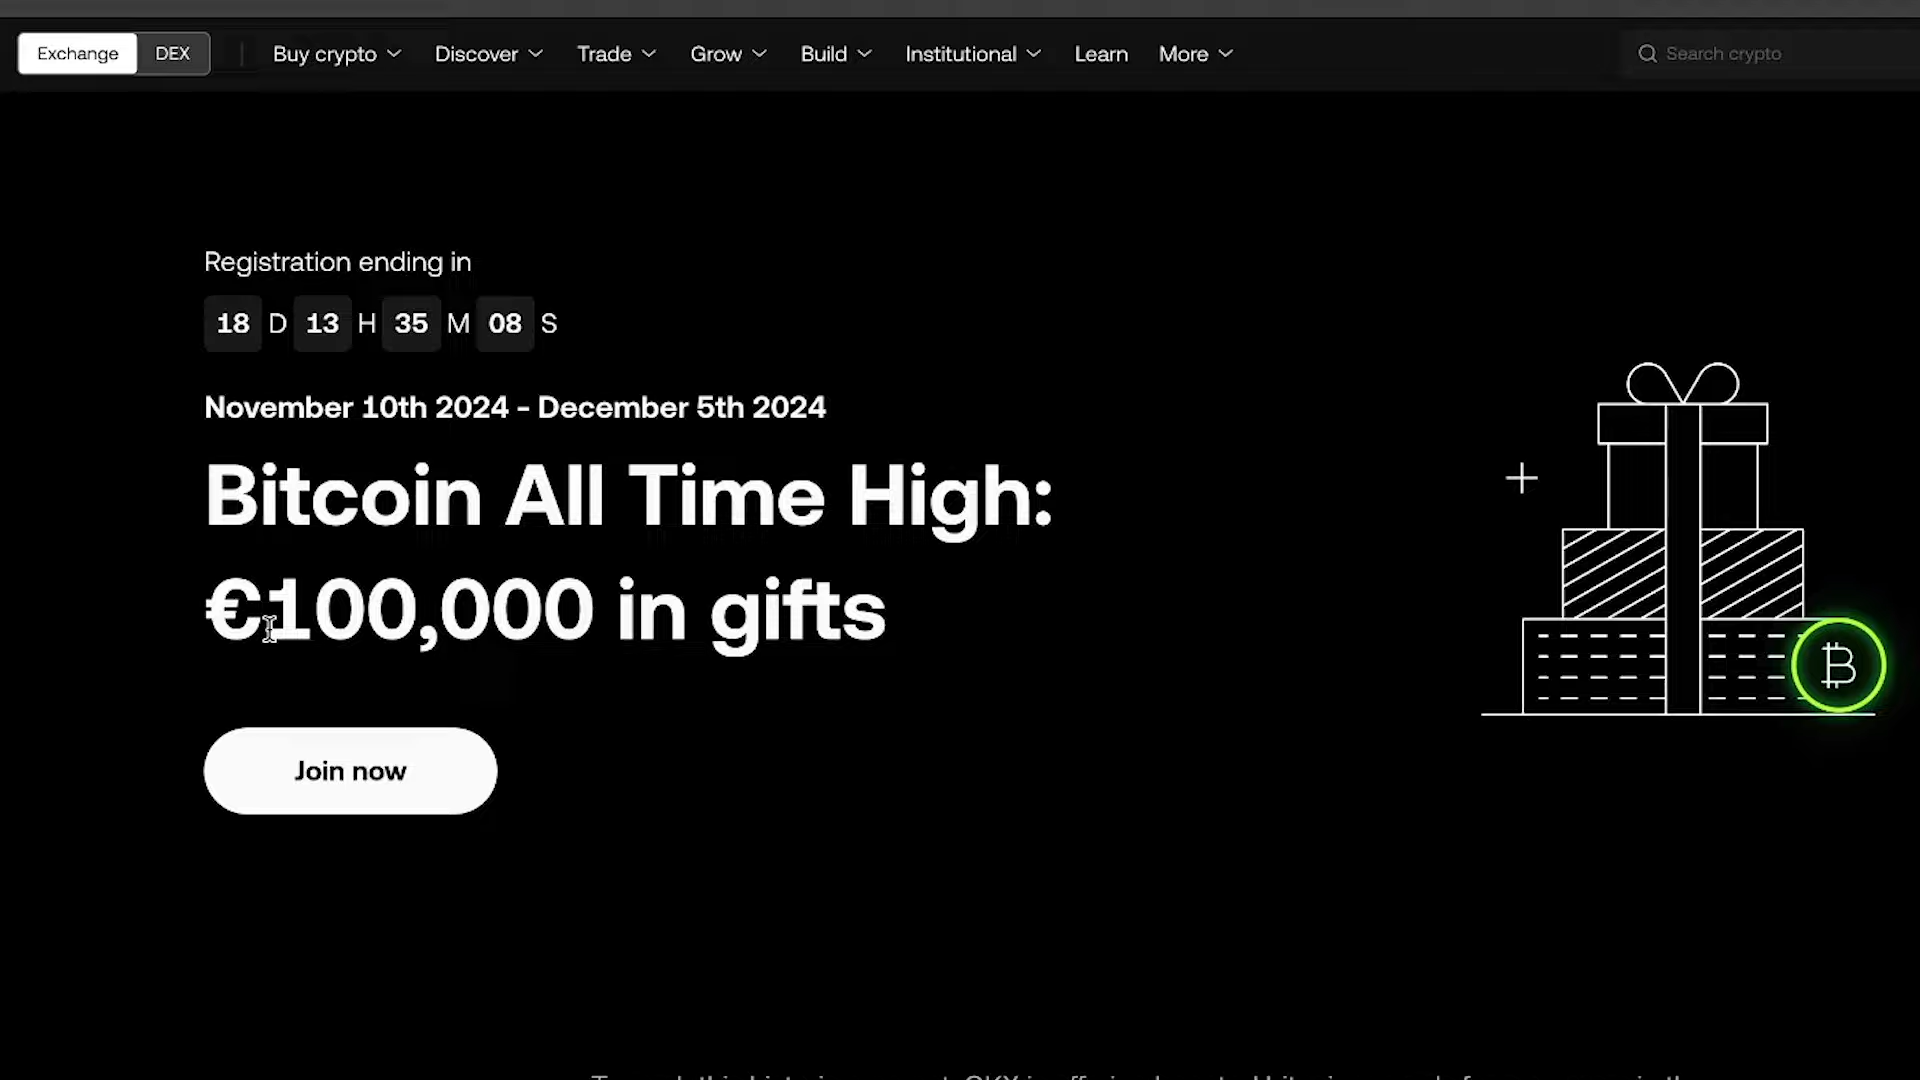 Exchange DEX Buy crypto Discover Trade Grow Build Institutional Learn More Search crypto
Registration ending in
18 D 13 H 35 M 08 S
November 10th 2024 - December 5th 2024
Bitcoin All Time High:
€100,000 in gifts
Join now